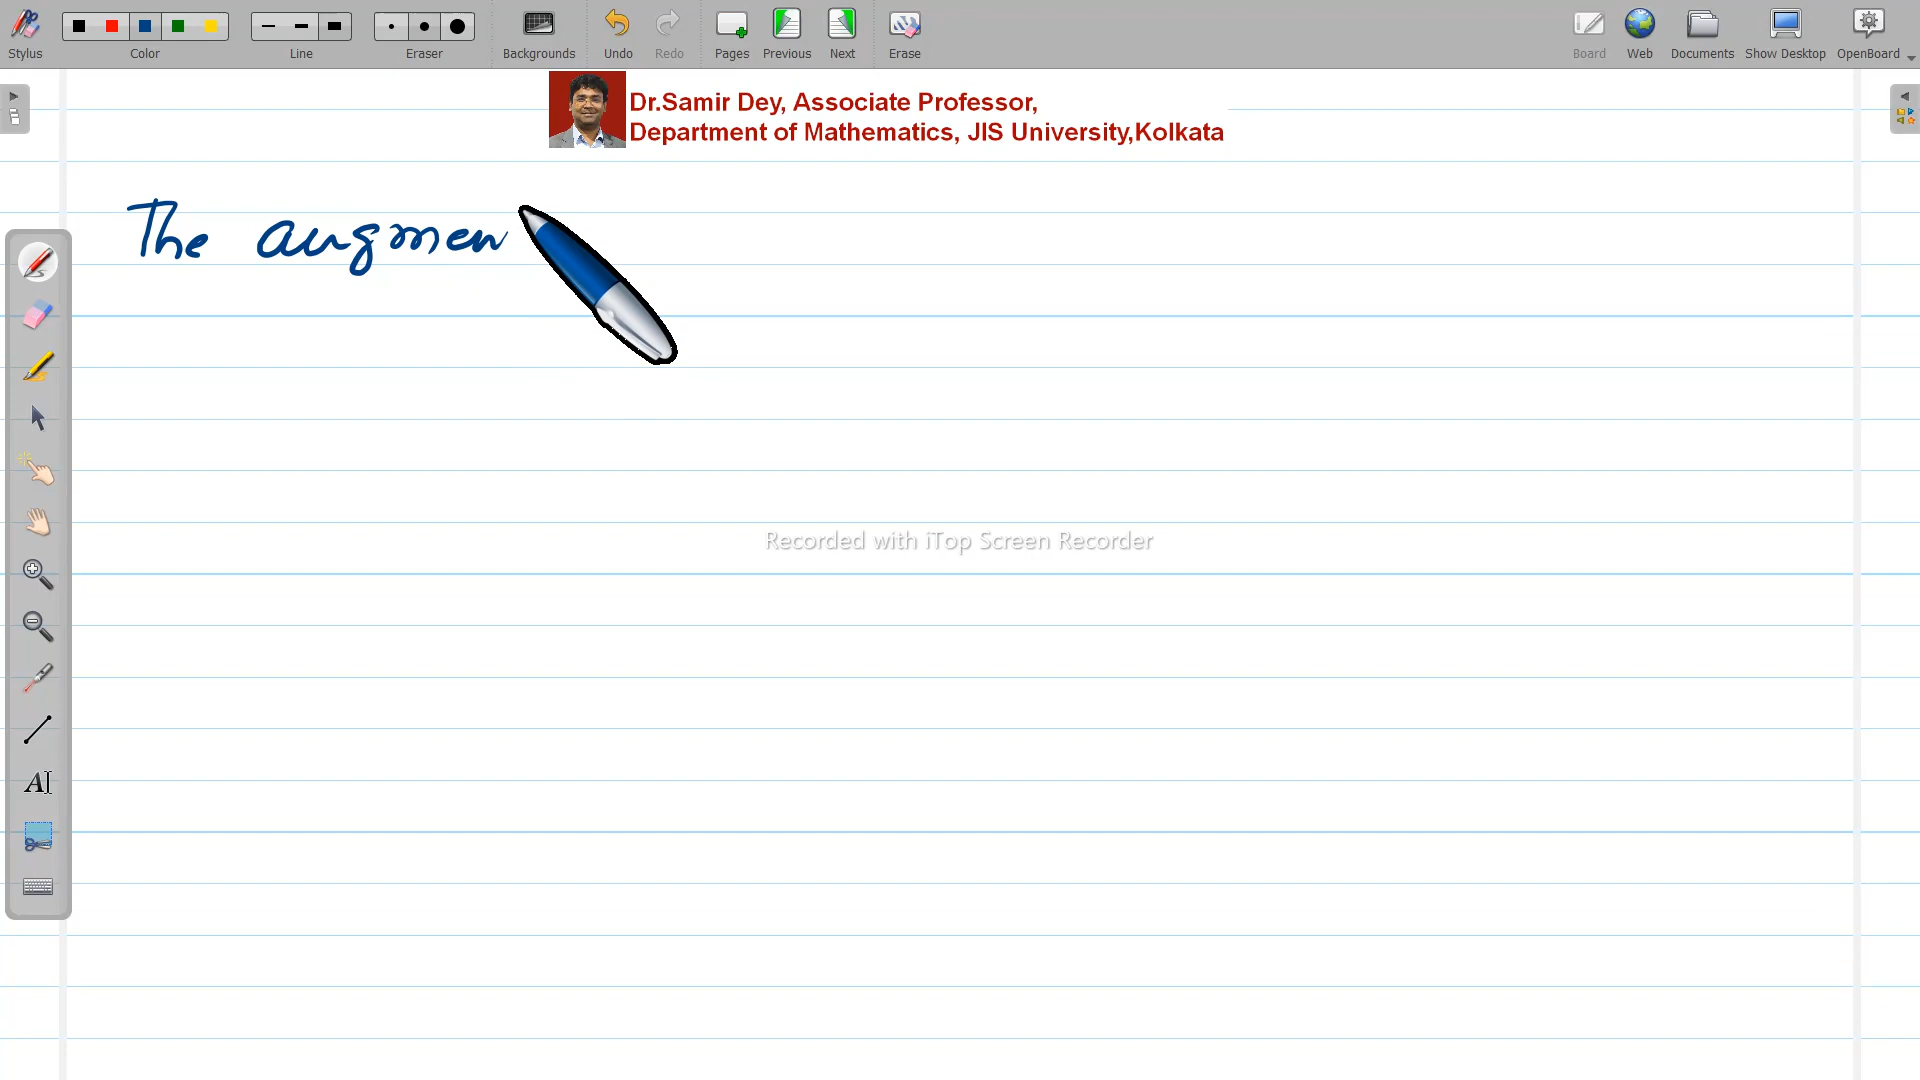 Stylus Color Line Eraser Backgrounds Undo Redo Pages Previous Next Erase Board Web Documents Show Desktop OpenBoard
Dr.Samir Dey, Associate Professor,
Department of Mathematics, JIS University,Kolkata
The augmen
Recorded with iTop Screen Recorder